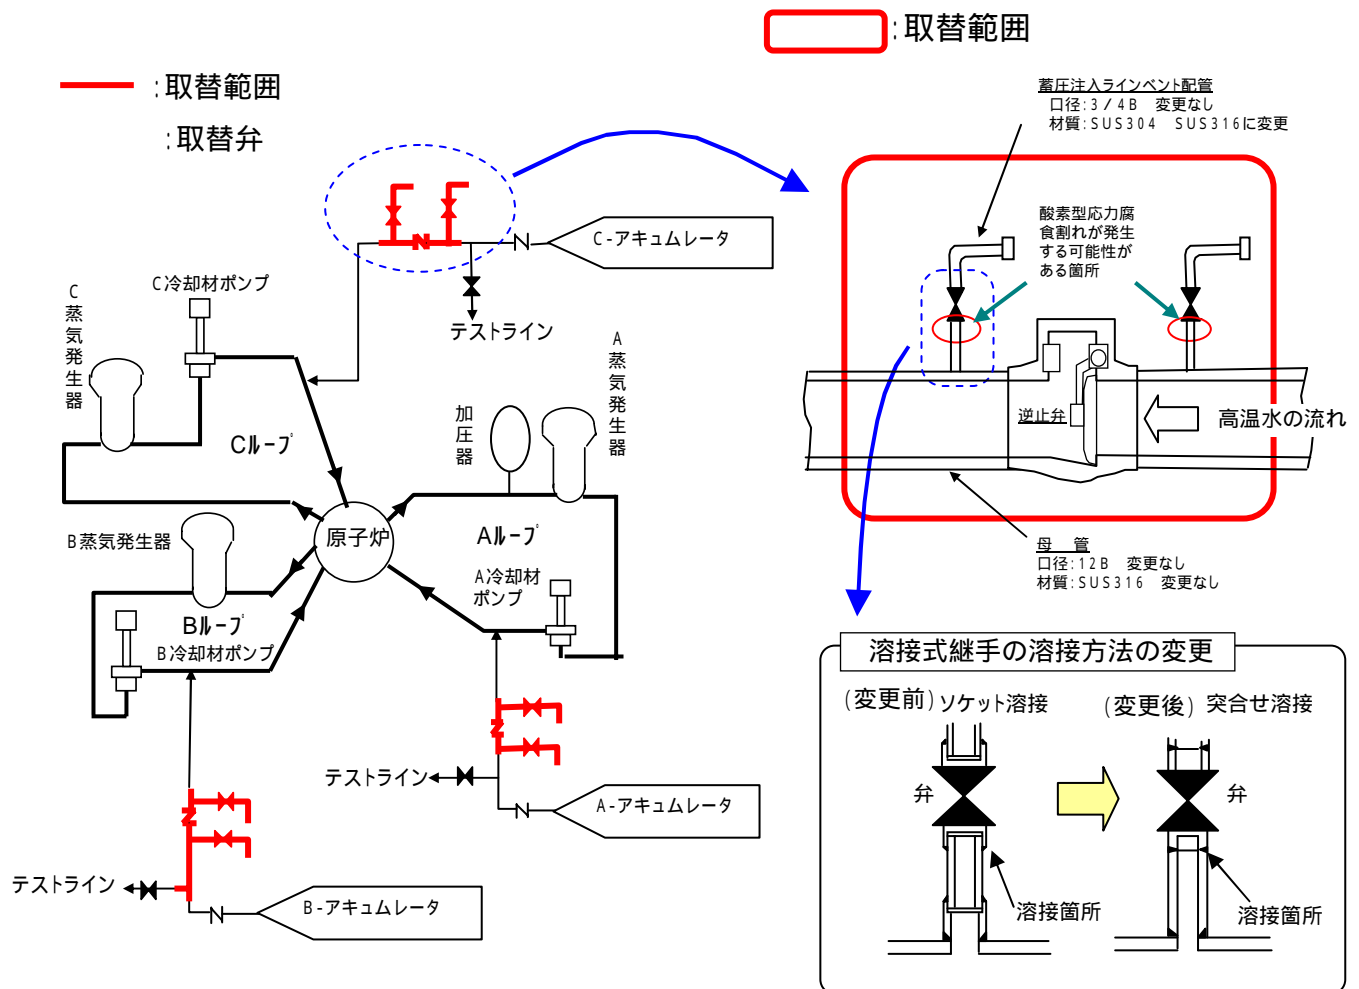 :取替範囲
:取替範囲
:取替弁
蓄圧注入ラインベント配管
口径:3/4B 変更なし
材質:SUS304 SUS316に変更
酸素型応力腐
食割れが発生
する可能性が
ある箇所
C-アキュムレータ
テストライン
C冷却材ポンプ
C蒸気発生器
A蒸気発生器
加圧器
Cループ
逆止弁
高温水の流れ
原子炉
Aループ
B蒸気発生器
A冷却材
ポンプ
母 管
口径:12B 変更なし
材質:SUS316 変更なし
Bループ
B冷却材ポンプ
溶接式継手の溶接方法の変更
(変更前)ソケット溶接
(変更後) 突合せ溶接
弁
弁
テストライン
A-アキュムレータ
テストライン
B-アキュムレータ
溶接箇所
溶接箇所